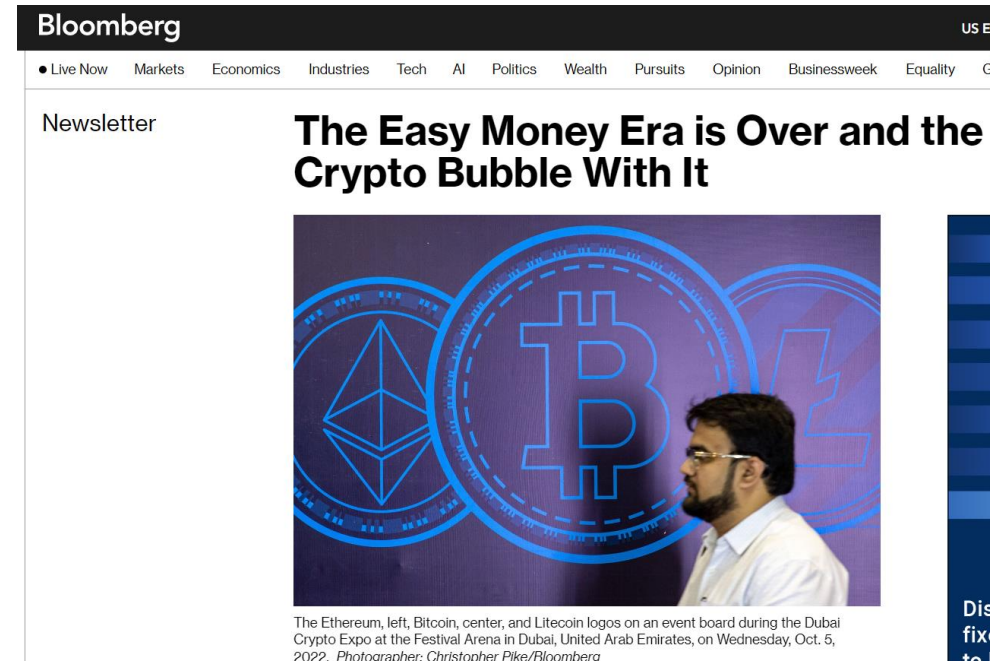 Bloomberg
US E
• Live Now Markets Economics Industries Tech AI Politics Wealth Pursuits Opinion Businessweek Equality G
Newsletter
The Easy Money Era is Over and the
Crypto Bubble With It
The Ethereum, left, Bitcoin, center, and Litecoin logos on an event board during the Dubai
Crypto Expo at the Festival Arena in Dubai, United Arab Emirates, on Wednesday, Oct. 5,
2022. Photographer: Christopher Pike/Bloomberg
Dis
fixe
to